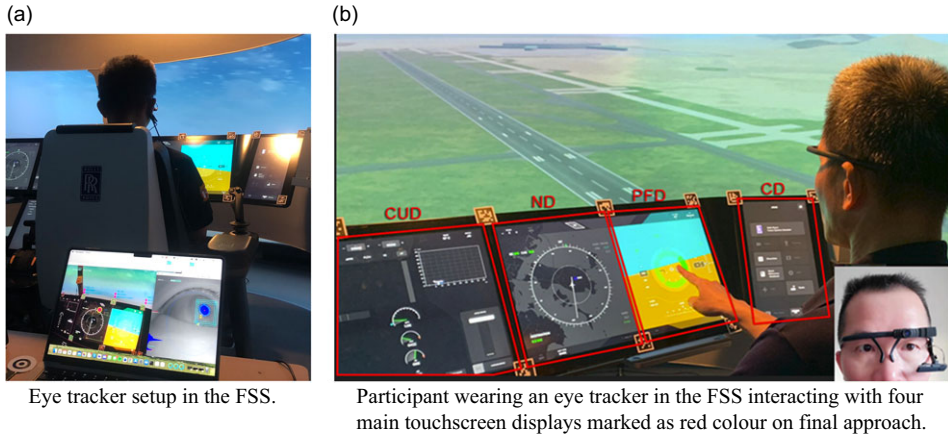 (a)
(b)
CUD
ND
PFD
CD
Eye tracker setup in the FSS.
Participant wearing an eye tracker in the FSS interacting with four
main touchscreen displays marked as red colour on final approach.